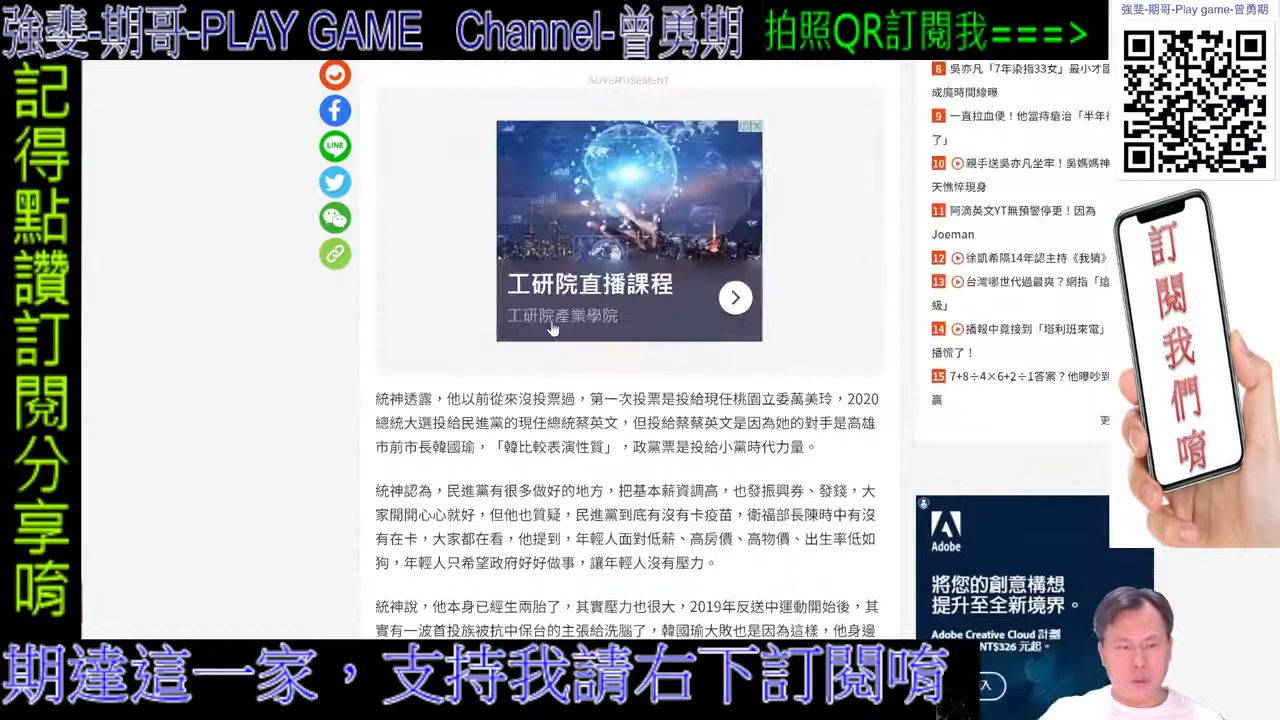 強斐-期哥-PLAY GAME Channel-曾勇期
拍照QR訂閱我===>
強斐-期哥-Play game-曾勇期
記得點讚訂閱分享唷
ADVERTISEMENT
工研院直播課程
工研院產業學院
LINE
統神透露，他以前從來沒投票過，第一次投票是投給現任桃園立委萬美玲，2020
總統大選投給民進黨的現任總統蔡英文，但投給蔡蔡英文是因為她的對手是高雄
市前市長韓國瑜，「韓比較表演性質」，政黨票是投給小黨時代力量。
統神認為，民進黨有很多做好的地方，把基本薪資調高，也發振興券、發錢，大
家開開心心就好，但他也質疑，民進黨到底有沒有卡疫苗，衛福部長陳時中有沒
有在卡，大家都在看，他提到，年輕人面對低薪、高房價、高物價、出生率低如
狗，年輕人只希望政府好好做事，讓年輕人沒有壓力。
統神說，他本身已經生兩胎了，其實壓力也很大，2019年反送中運動開始後，其
實有一波首投族被抗中保台的主張給洗腦了，韓國瑜大敗也是因為這樣，他身邊
8 吳亦凡「7年染指33女」最小才
成魔時間線曝
9 一直拉血便！他當痔瘡治「半年
了」
10 親手送吳亦凡坐牢！吳媽媽神
天憔悴現身
11 阿滴英文YT無預警停更！因為
Joeman
12 徐凱希隔14年認主持《我猜》
13 台灣哪世代過最爽？網指「這
級」
14 播報中竟接到「塔利班來電」
播慌了！
15 7+8÷4×6+2÷1答案？他曝吵到
贏
更
訂閱我們唷
Adobe
將您的創意構想
提升至全新境界。
Adobe Creative Cloud 計劃
NT$326 元起。
入
期達這一家，支持我請右下訂閱唷